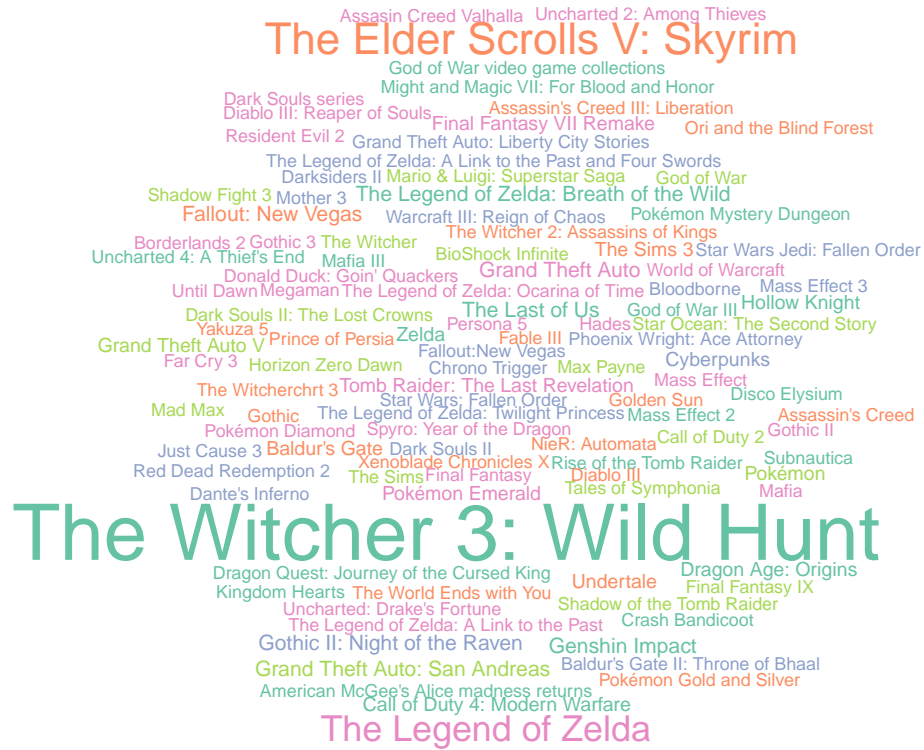 Assasin Creed Valhalla Uncharted 2: Among Thieves
The Elder Scrolls V: Skyrim
God of War video game collections
Might and Magic VII: For Blood and Honor
Dark Souls series
Diablo III: Reaper of Souls Assassin's Creed III: Liberation
Final Fantasy VII Remake Ori and the Blind Forest
Resident Evil 2 Grand Theft Auto: Liberty City Stories
The Legend of Zelda: A Link to the Past and Four Swords
Darksiders II Mario & Luigi: Superstar Saga God of War
Shadow Fight 3 Mother 3 The Legend of Zelda: Breath of the Wild
Fallout: New Vegas Warcraft III: Reign of Chaos Pokémon Mystery Dungeon
The Witcher 2: Assassins of Kings
Borderlands 2 Gothic 3 The Witcher BioShock Infinite The Sims 3 Star Wars Jedi: Fallen Order
Uncharted 4: A Thief's End Mafia III
Donald Duck: Goin' Quackers Grand Theft Auto World of Warcraft
Until Dawn Megaman The Legend of Zelda: Ocarina of Time Bloodborne Mass Effect 3
Dark Souls II: The Lost Crowns The Last of Us God of War III Hollow Knight
Yakuza 5 Prince of Persia Zelda Persona 5 Fable III Hades Star Ocean: The Second Story
Grand Theft Auto V Fallout:New Vegas Phoenix Wright: Ace Attorney
Far Cry 3 Horizon Zero Dawn Chrono Trigger Max Payne Cyberpunks
The Witcherchrt 3 Tomb Raider: The Last Revelation Mass Effect
Star Wars: Fallen Order Golden Sun Disco Elysium
Mad Max Gothic The Legend of Zelda: Twilight Princess Mass Effect 2 Assassin's Creed
Pokémon Diamond Spyro: Year of the Dragon Call of Duty 2 Gothic II
Just Cause 3 Baldur's Gate Dark Souls II NieR: Automata
Xenoblade Chronicles X Rise of the Tomb Raider Subnautica
Red Dead Redemption 2 The Sims Final Fantasy Diablo III Pokémon
Dante's Inferno Pokémon Emerald Tales of Symphonia Mafia
The Witcher 3: Wild Hunt
Dragon Quest: Journey of the Cursed King Dragon Age: Origins
Kingdom Hearts The World Ends with You Undertale Final Fantasy IX
Uncharted: Drake's Fortune Shadow of the Tomb Raider
The Legend of Zelda: A Link to the Past Crash Bandicoot
Gothic II: Night of the Raven Genshin Impact
Grand Theft Auto: San Andreas Baldur's Gate II: Throne of Bhaal
Pokémon Gold and Silver
American McGee's Alice madness returns
Call of Duty 4: Modern Warfare
The Legend of Zelda